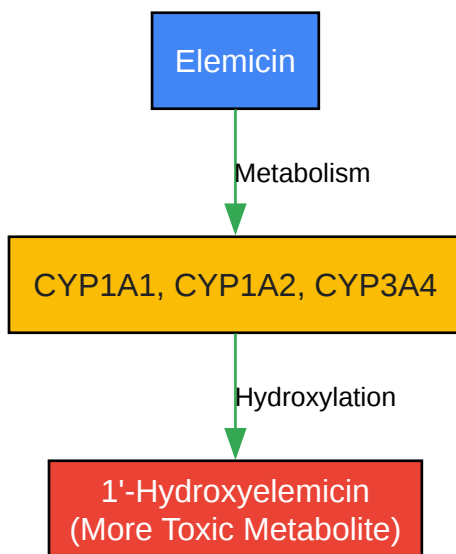 Elemicin
Metabolism
CYP1A1, CYP1A2, CYP3A4
Hydroxylation
1'-Hydroxyelemicin
(More Toxic Metabolite)